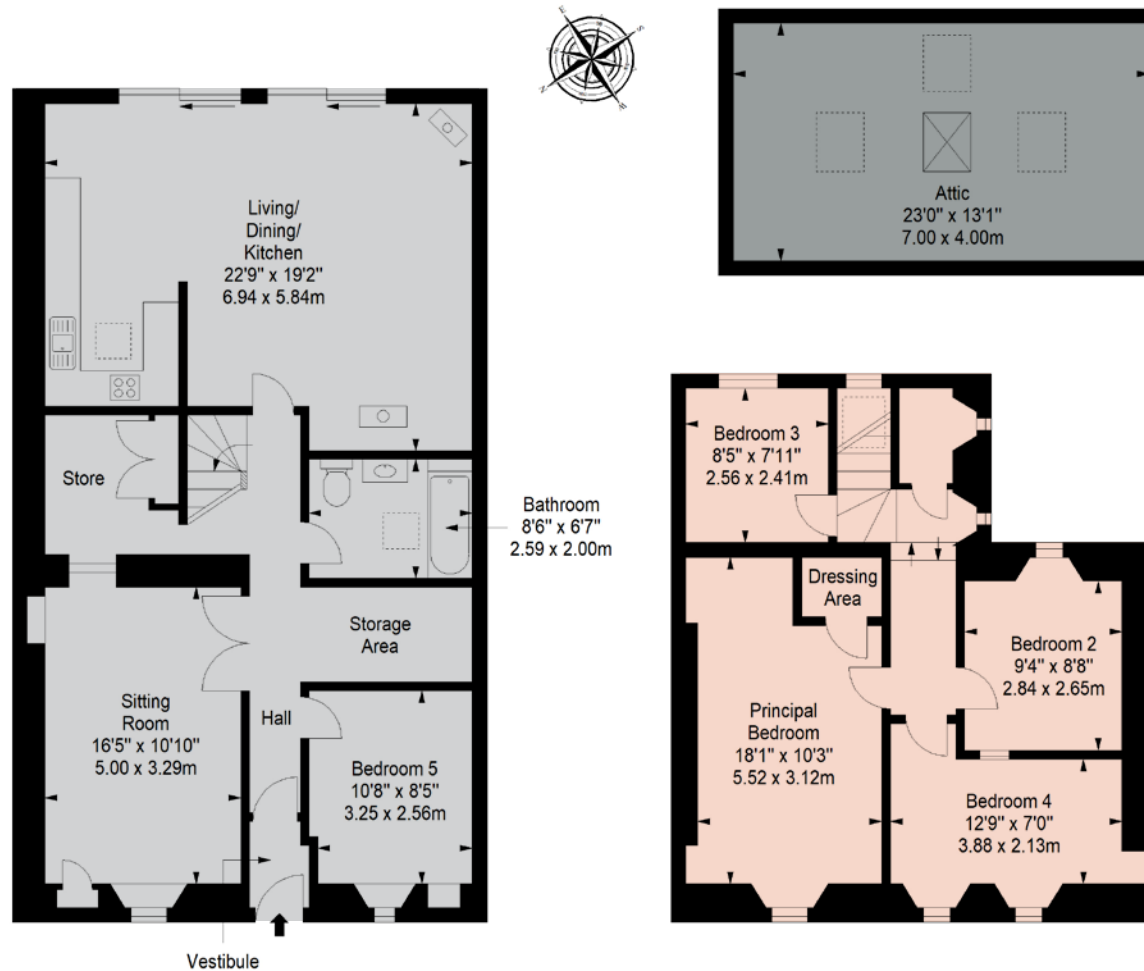 E
S
N
W
Living/
Dining/
Kitchen
22'9" x 19'2"
6.94 x 5.84m
Attic
23'0" x 13'1"
7.00 x 4.00m
Store
Bathroom
8'6" x 6'7"
2.59 x 2.00m
Storage
Area
Sitting
Room
16'5" x 10'10"
5.00 x 3.29m
Hall
Bedroom 5
10'8" x 8'5"
3.25 x 2.56m
Vestibule
Bedroom 3
8'5" x 7'11"
2.56 x 2.41m
Dressing
Area
Bedroom 2
9'4" x 8'8"
2.84 x 2.65m
Principal
Bedroom
18'1" x 10'3"
5.52 x 3.12m
Bedroom 4
12'9" x 7'0"
3.88 x 2.13m